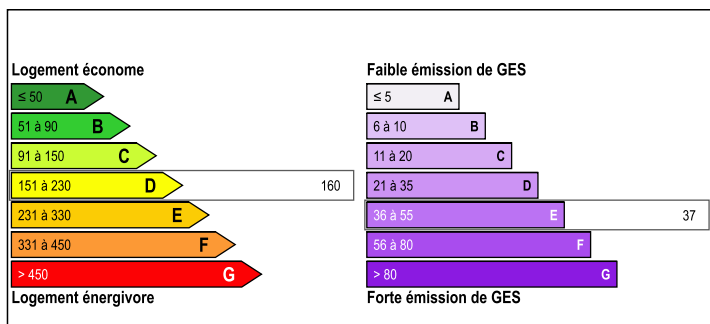 Logement économe
≤ 50 A
51 à 90 B
91 à 150 C
151 à 230 D 160
231 à 330 E
331 à 450 F
> 450 G
Logement énergivore
Faible émission de GES
≤ 5 A
6 à 10 B
11 à 20 C
21 à 35 D
36 à 55 E 37
56 à 80 F
> 80 G
Forte émission de GES